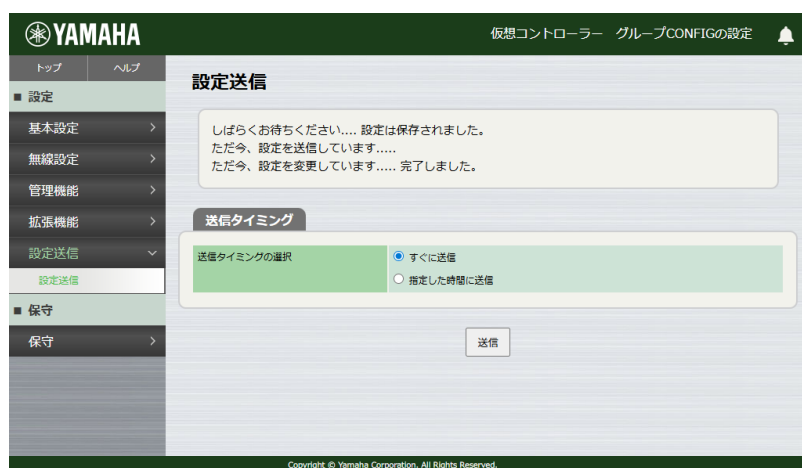 YAMAHA
仮想コントローラー グループCONFIGの設定
トップ ヘルプ
■ 設定
基本設定
無線設定
管理機能
拡張機能
設定送信
設定送信
■ 保守
保守
設定送信
しばらくお待ちください.... 設定は保存されました。
ただ今、設定を送信しています.....
ただ今、設定を変更しています..... 完了しました。
送信タイミング
送信タイミングの選択
すぐに送信
指定した時間に送信
送信
Copyright © Yamaha Corporation. All Rights Reserved.